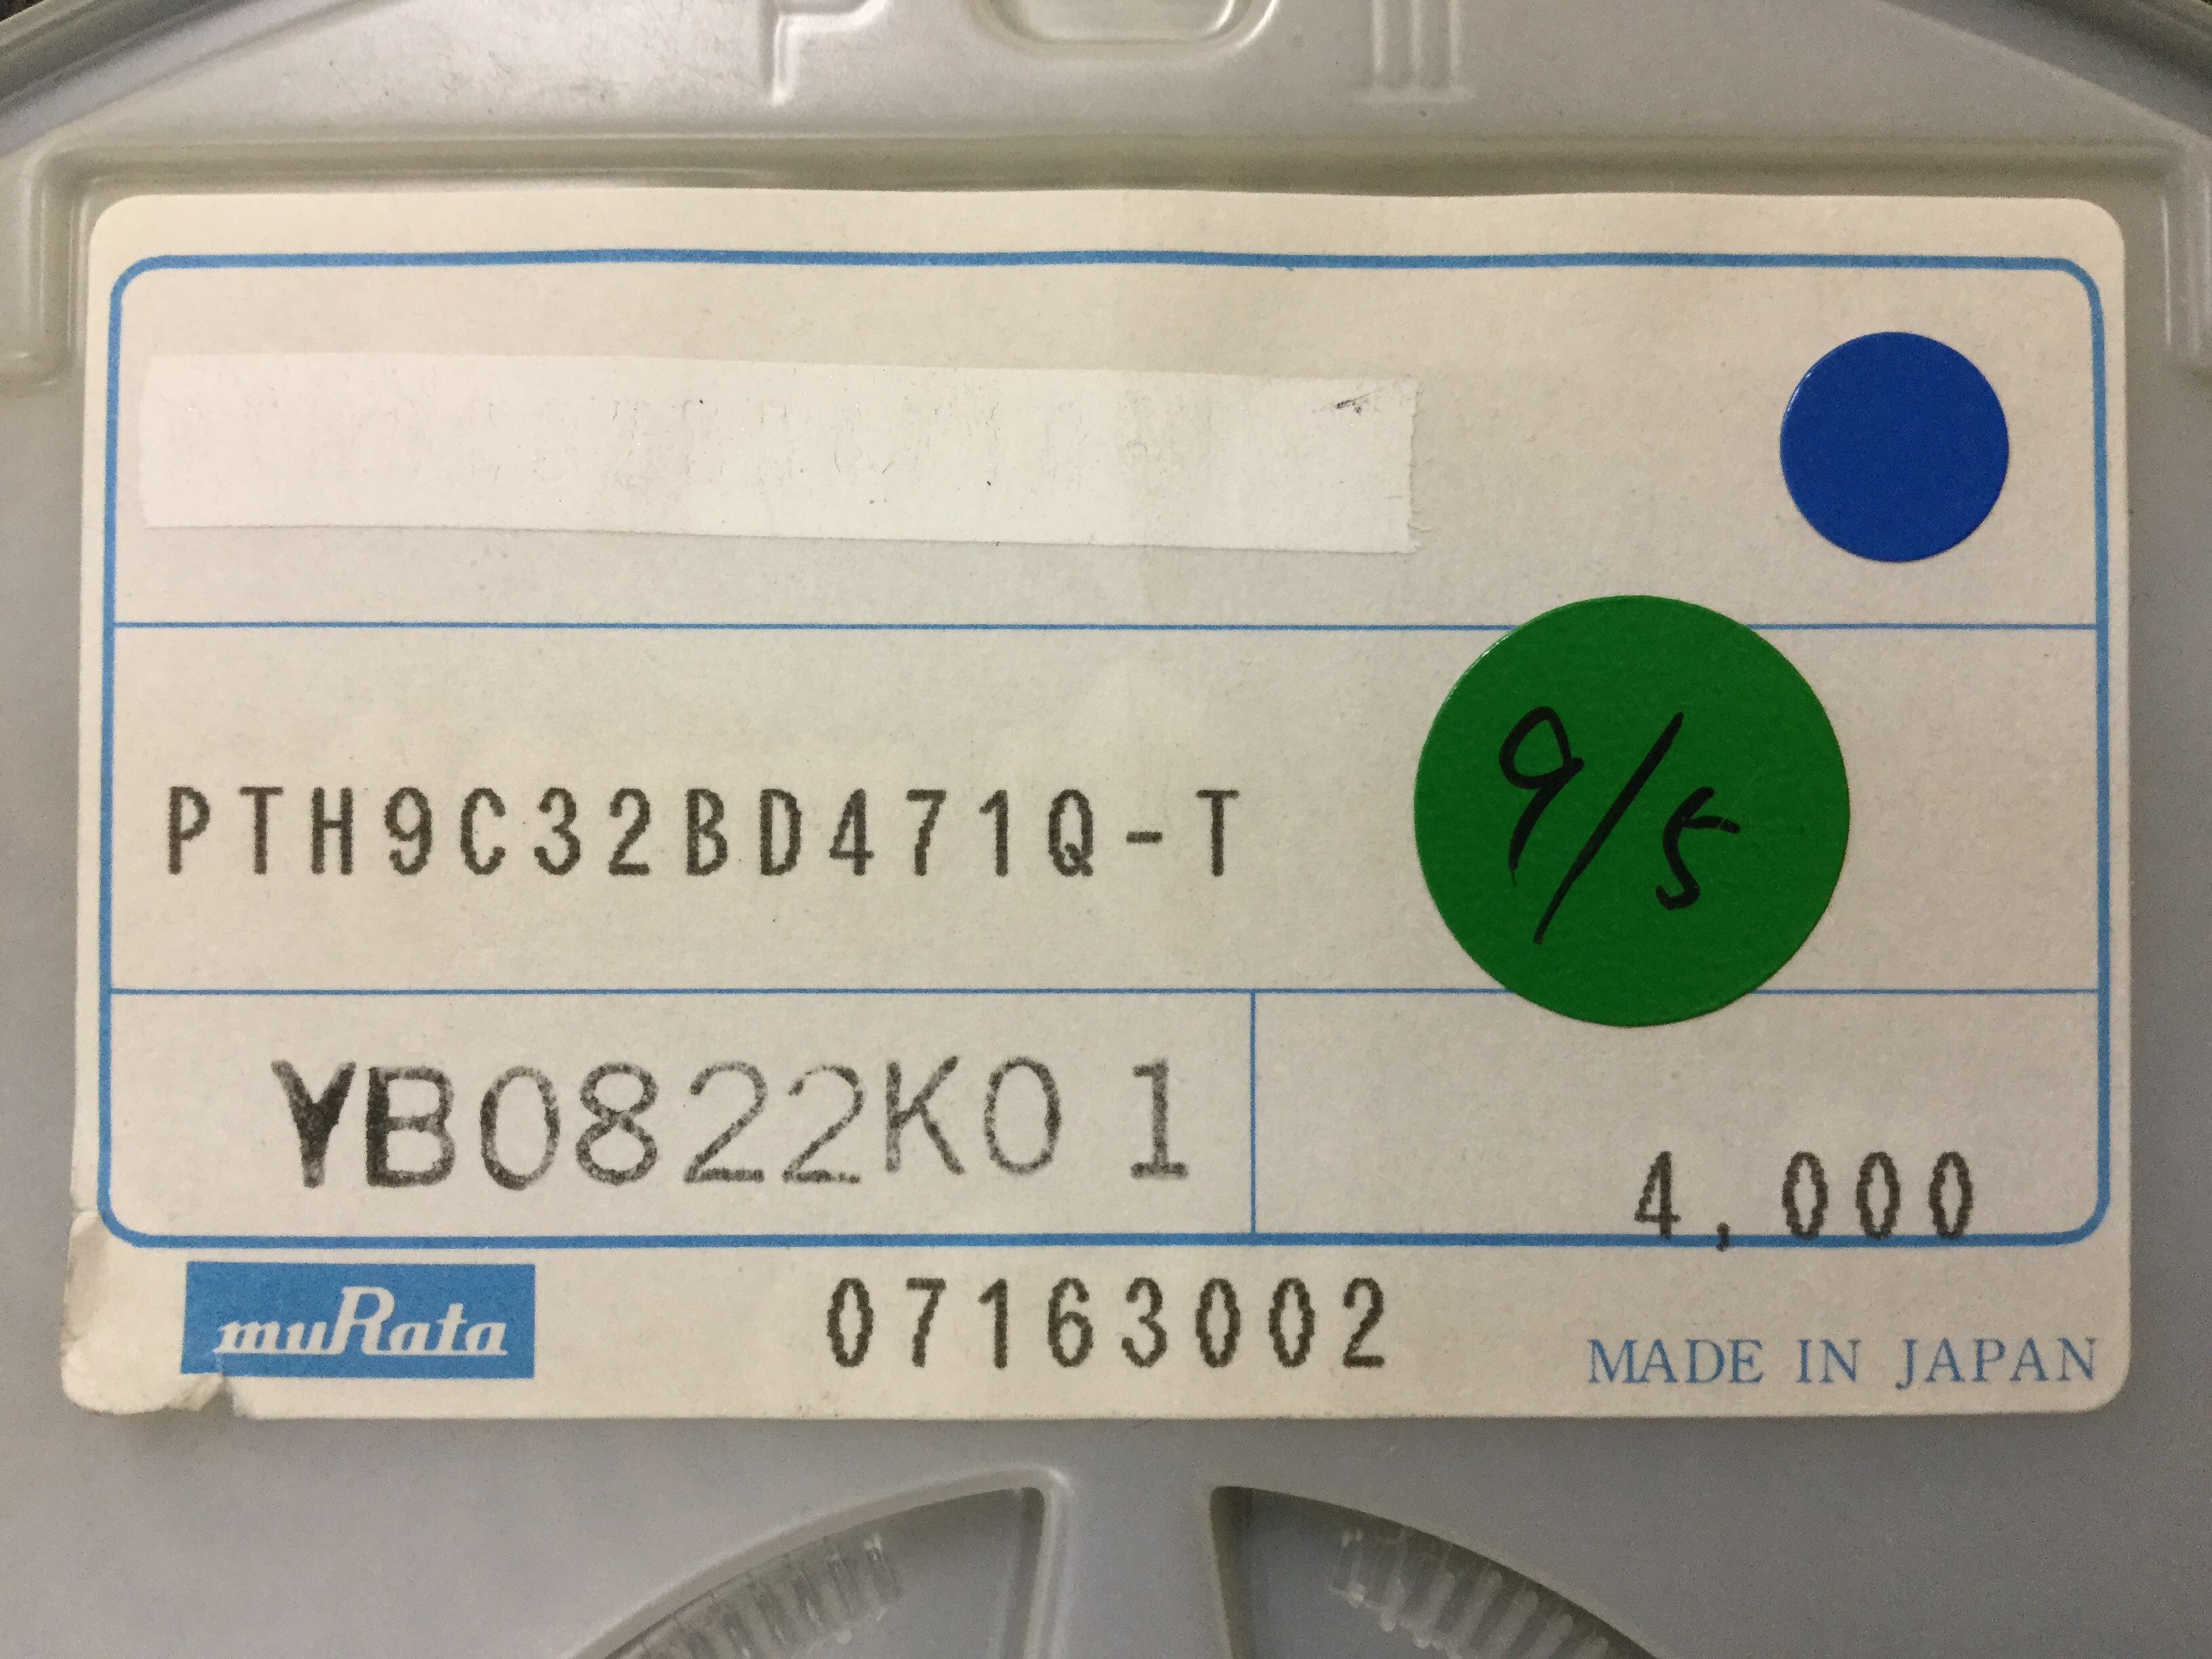 PTH9C32BD471Q-T
9/5
YB0822K01
4,000
muRata
07163002
MADE IN JAPAN